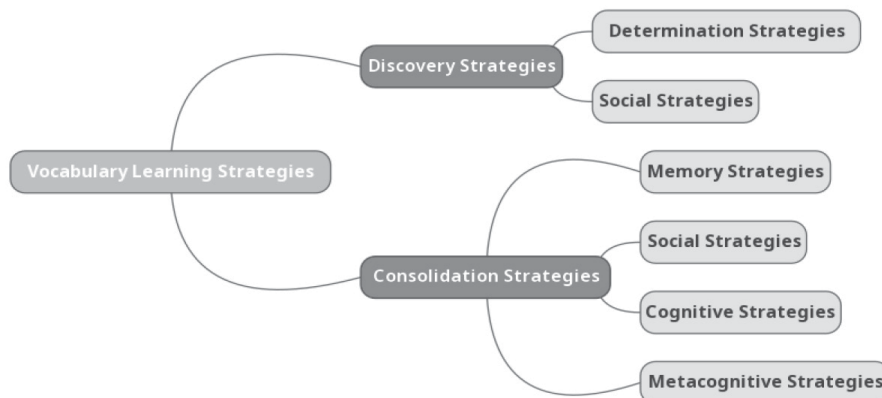 Vocabulary Learning Strategies
Discovery Strategies
Determination Strategies
Social Strategies
Consolidation Strategies
Memory Strategies
Social Strategies
Cognitive Strategies
Metacognitive Strategies